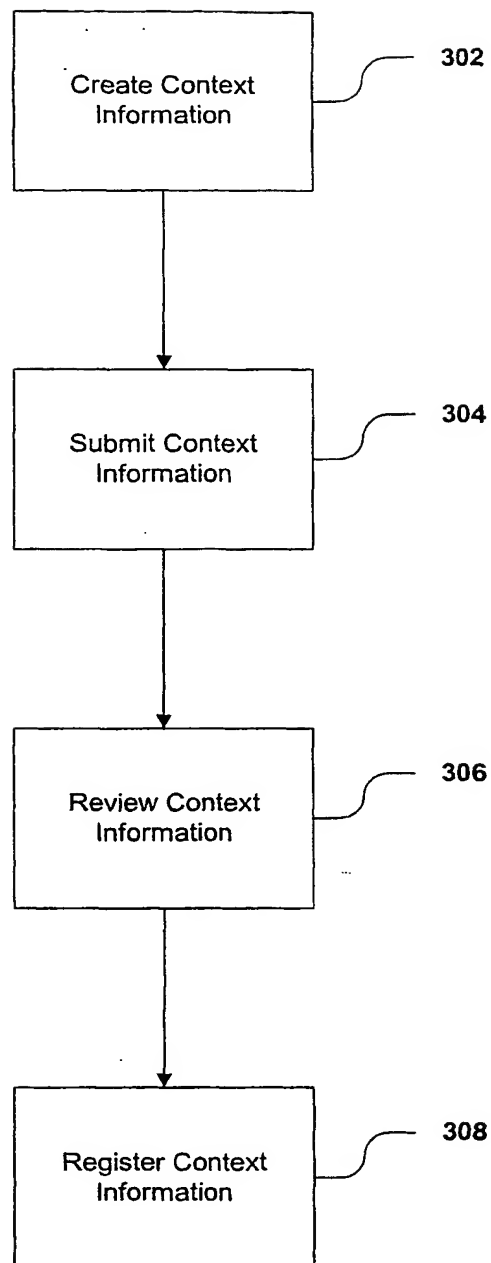 Create Context
Information
302
Submit Context
Information
304
Review Context
Information
306
Register Context
Information
308